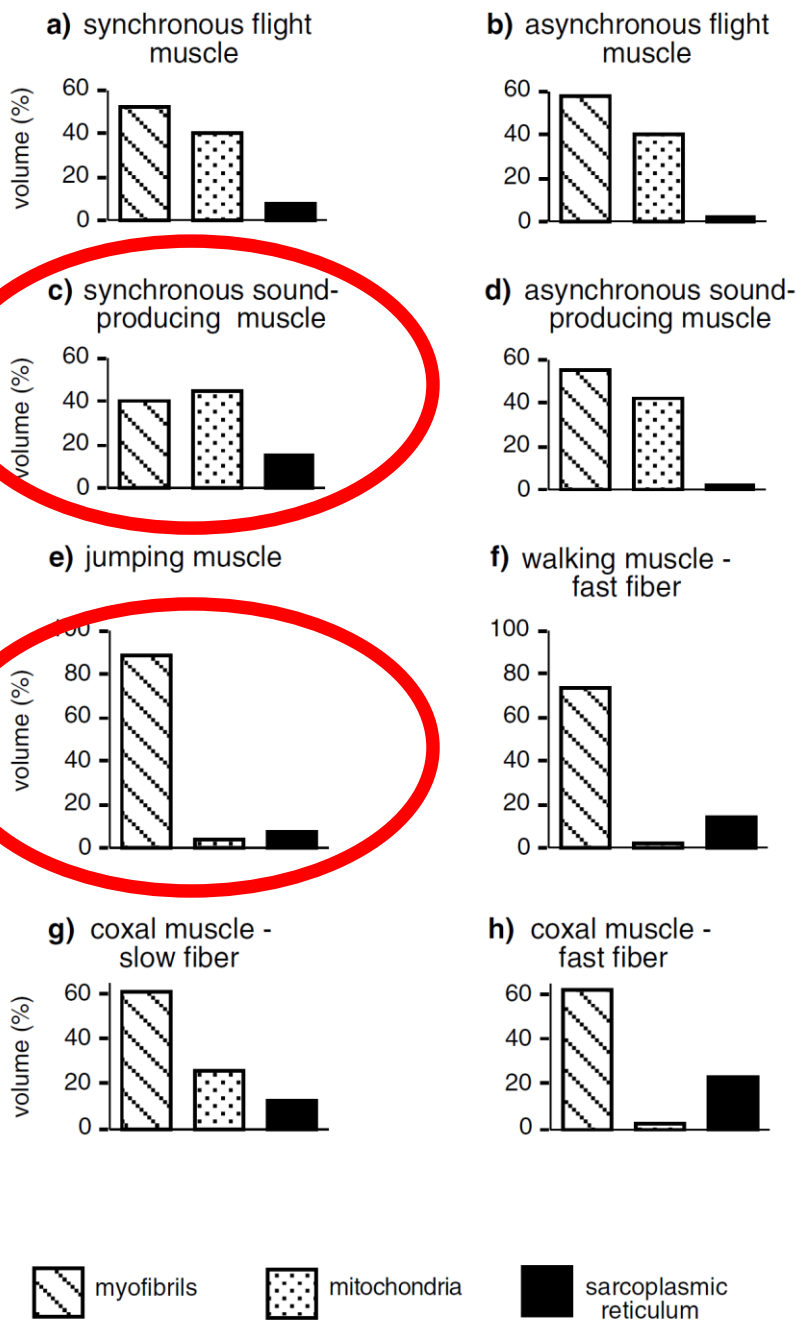 a) synchronous flight
muscle
b) asynchronous flight
muscle
volume (%)
60
40
20
0
60
40
20
0
c) synchronous sound-
producing muscle
d) asynchronous sound-
producing muscle
volume (%)
60
40
20
0
60
40
20
0
e) jumping muscle
f) walking muscle -
fast fiber
volume (%)
100
80
60
40
20
0
100
80
60
40
20
0
g) coxal muscle -
slow fiber
h) coxal muscle -
fast fiber
volume (%)
60
40
20
0
60
40
20
0
myofibrils
mitochondria
sarcoplasmic
reticulum